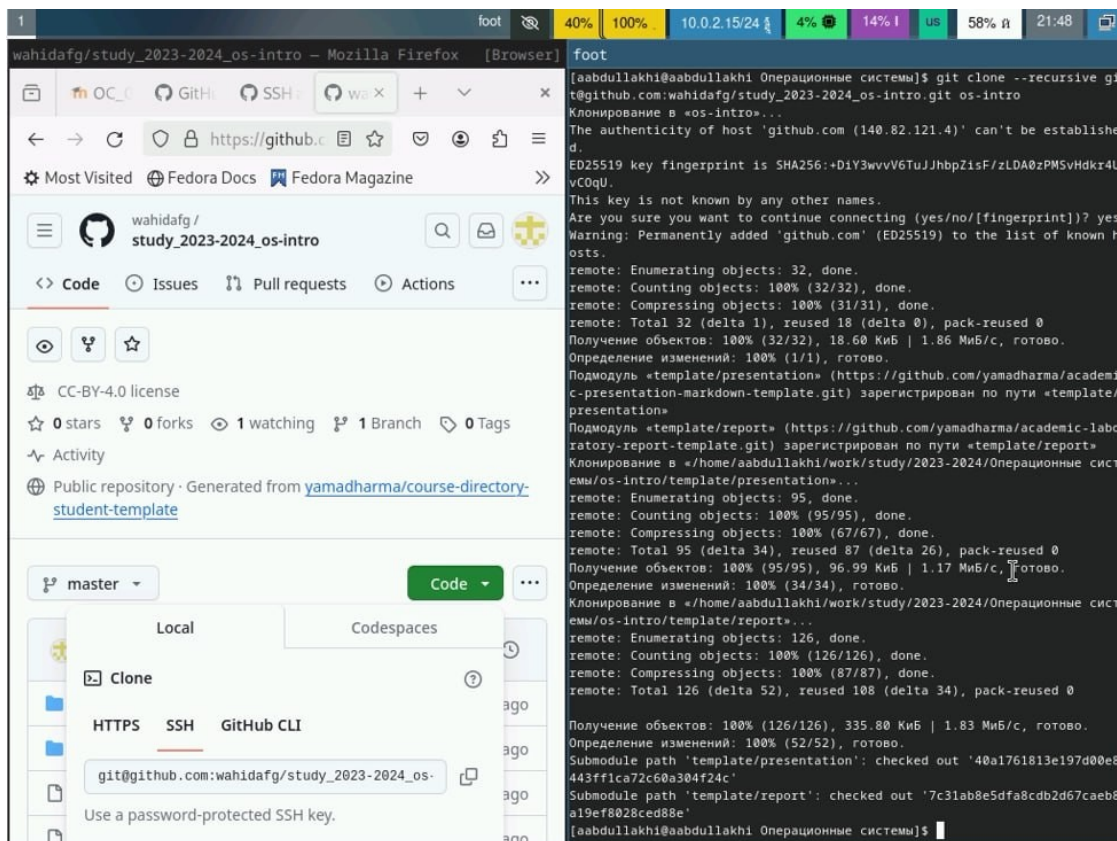 1
foot
40% 100% 10.0.2.15/24 4% 14% us 58% 21:48
wahidafg/study_2023-2024_os-intro — Mozilla Firefox [Browser]
OC_ GitH SSH wa
https://github.c
Most Visited Fedora Docs Fedora Magazine
wahidafg /
study_2023-2024_os-intro
Code Issues Pull requests Actions
CC-BY-4.0 license
0 stars 0 forks 1 watching 1 Branch 0 Tags
Activity
Public repository · Generated from yamadharma/course-directory-
student-template
master Code
Local Codespaces
Clone
HTTPS SSH GitHub CLI
git@github.com:wahidafg/study_2023-2024_os-
Use a password-protected SSH key.
ago
ago
ago
ago
foot
[aabdullakhi@aabdullakhi Операционные системы]$ git clone --recursive gi
t@github.com:wahidafg/study_2023-2024_os-intro.git os-intro
Клонирование в «os-intro»...
The authenticity of host 'github.com (140.82.121.4)' can't be establishe
d.
ED25519 key fingerprint is SHA256:+DiY3wvvV6TuJJhbpZisF/zLDA0zPMSvHdkr4U
vCOqU.
This key is not known by any other names.
Are you sure you want to continue connecting (yes/no/[fingerprint])? yes
Warning: Permanently added 'github.com' (ED25519) to the list of known h
osts.
remote: Enumerating objects: 32, done.
remote: Counting objects: 100% (32/32), done.
remote: Compressing objects: 100% (31/31), done.
remote: Total 32 (delta 1), reused 18 (delta 0), pack-reused 0
Получение объектов: 100% (32/32), 18.60 КиБ | 1.86 МиБ/с, готово.
Определение изменений: 100% (1/1), готово.
Подмодуль «template/presentation» (https://github.com/yamadharma/academi
c-presentation-markdown-template.git) зарегистрирован по пути «template/
presentation»
Подмодуль «template/report» (https://github.com/yamadharma/academic-labo
ratory-report-template.git) зарегистрирован по пути «template/report»
Клонирование в «/home/aabdullakhi/work/study/2023-2024/Операционные сист
емы/os-intro/template/presentation»...
remote: Enumerating objects: 95, done.
remote: Counting objects: 100% (95/95), done.
remote: Compressing objects: 100% (67/67), done.
remote: Total 95 (delta 34), reused 87 (delta 26), pack-reused 0
Получение объектов: 100% (95/95), 96.99 КиБ | 1.17 МиБ/с, готово.
Определение изменений: 100% (34/34), готово.
Клонирование в «/home/aabdullakhi/work/study/2023-2024/Операционные сист
емы/os-intro/template/report»...
remote: Enumerating objects: 126, done.
remote: Counting objects: 100% (126/126), done.
remote: Compressing objects: 100% (87/87), done.
remote: Total 126 (delta 52), reused 108 (delta 34), pack-reused 0
Получение объектов: 100% (126/126), 335.80 КиБ | 1.83 МиБ/с, готово.
Определение изменений: 100% (52/52), готово.
Submodule path 'template/presentation': checked out '40a1761813e197d00e8
443ff1ca72c60a304f24c'
Submodule path 'template/report': checked out '7c31ab8e5dfa8cdb2d67caeb8
a19ef8028ced88e'
[aabdullakhi@aabdullakhi Операционные системы]$